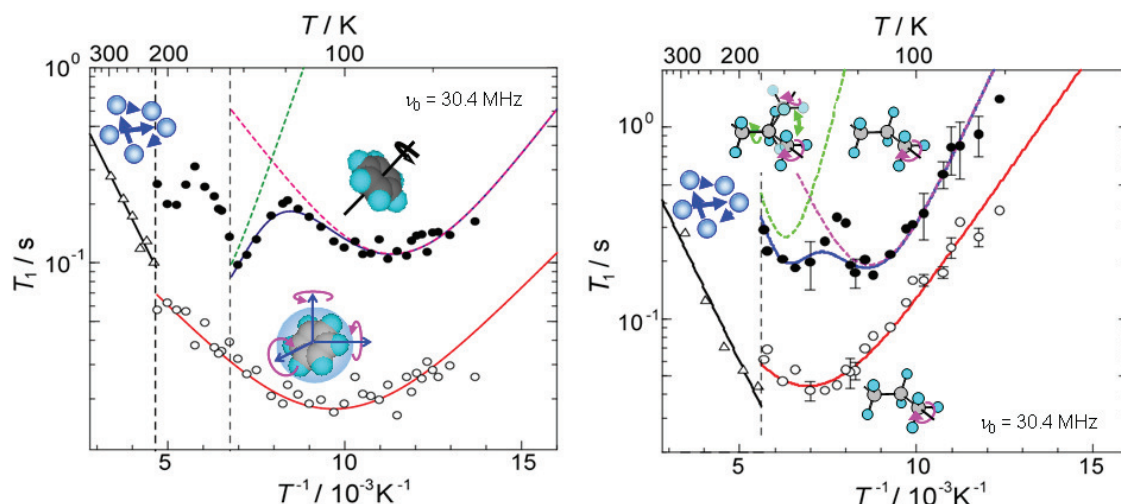 T / K
300 200 100
10⁰
10⁻¹
T₁ / s
ν₀ = 30.4 MHz
5 10 15
T⁻¹ / 10⁻³K⁻¹
T / K
300 200 100
10⁰
10⁻¹
T₁ / s
ν₀ = 30.4 MHz
5 10 15
T⁻¹ / 10⁻³K⁻¹